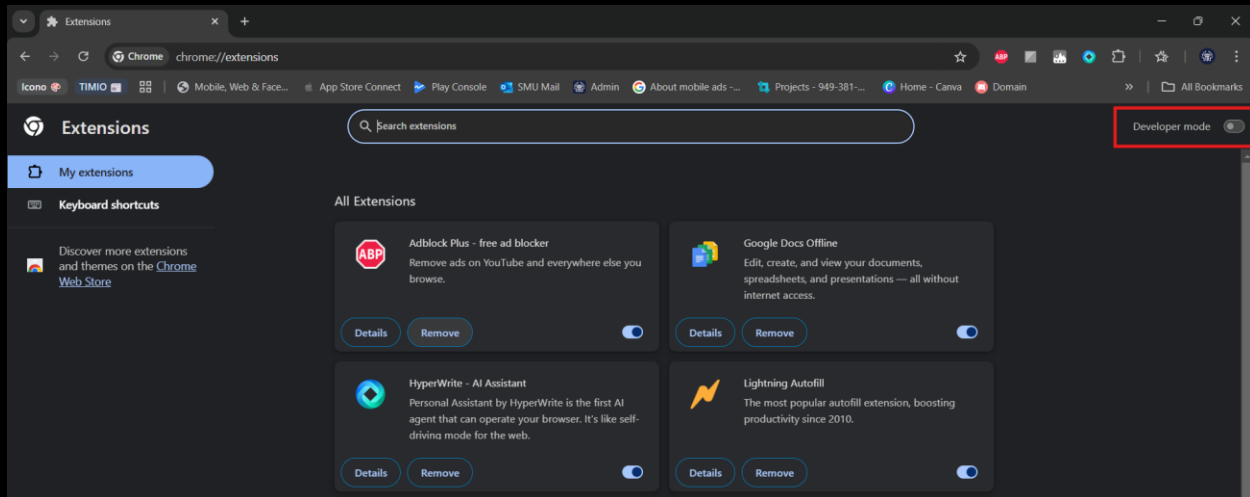 Extensions
Chrome chrome://extensions
ABP
Icono TIMIO Mobile, Web & Face... App Store Connect Play Console SMU Mail Admin About mobile ads -... Projects - 949-381-... Home - Canva Domain » All Bookmarks
Extensions
Search extensions
Developer mode
My extensions
Keyboard shortcuts
Discover more extensions
and themes on the Chrome
Web Store
All Extensions
ABP
Adblock Plus - free ad blocker
Remove ads on YouTube and everywhere else you
browse.
Details Remove
Google Docs Offline
Edit, create, and view your documents,
spreadsheets, and presentations — all without
internet access.
Details Remove
HyperWrite - AI Assistant
Personal Assistant by HyperWrite is the first AI
agent that can operate your browser. It's like self-
driving mode for the web.
Details Remove
Lightning Autofill
The most popular autofill extension, boosting
productivity since 2010.
Details Remove